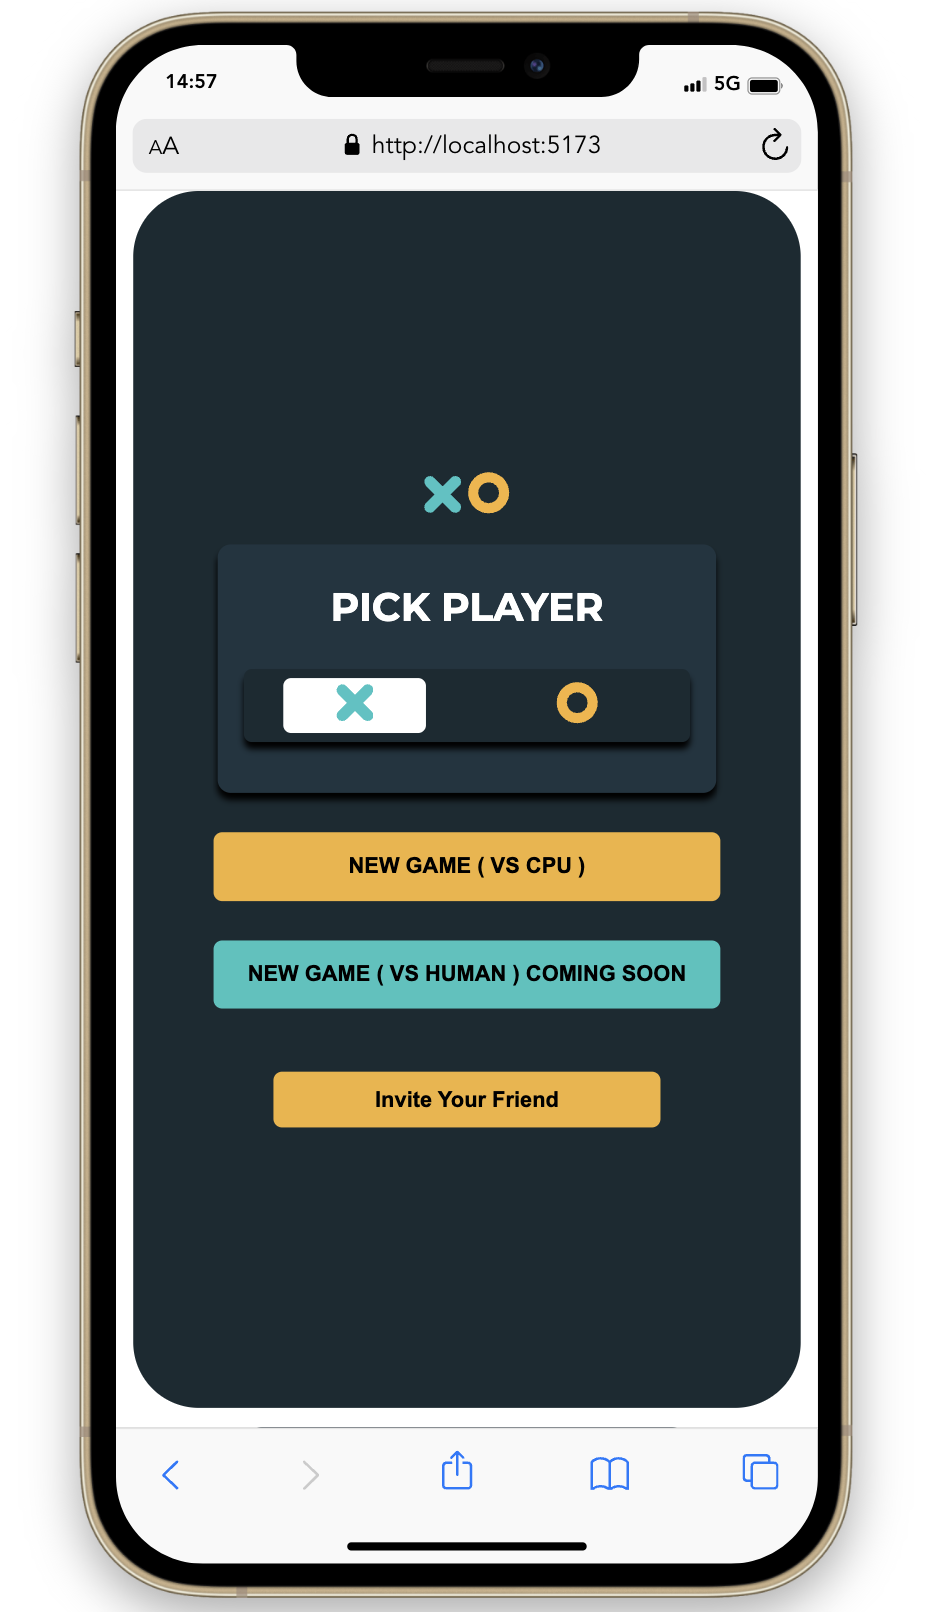 14:57
5G
AA
http://localhost:5173
XO
PICK PLAYER
X O
NEW GAME ( VS CPU )
NEW GAME ( VS HUMAN ) COMING SOON
Invite Your Friend